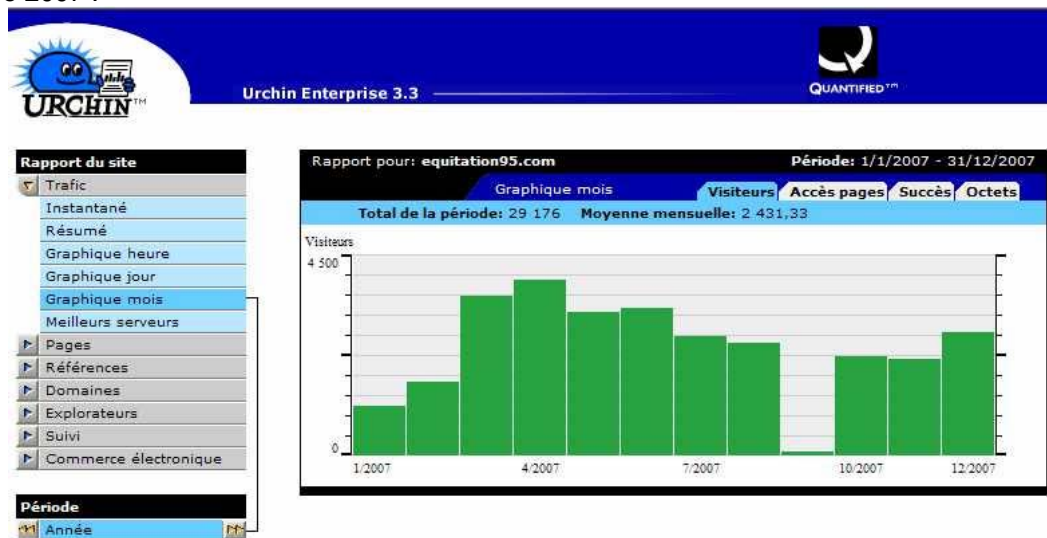 URCHIN™
Urchin Enterprise 3.3
QUANTIFIED™
Rapport du site
Trafic
Instantané
Résumé
Graphique heure
Graphique jour
Graphique mois
Meilleurs serveurs
Pages
Références
Domaines
Explorateurs
Suivi
Commerce électronique
Période
Année
Rapport pour: equitation95.com Période: 1/1/2007 - 31/12/2007
Graphique mois Visiteurs Accès pages Succès Octets
Total de la période: 29 176 Moyenne mensuelle: 2 431,33
Visiteurs
4 500
0
1/2007 4/2007 7/2007 10/2007 12/2007